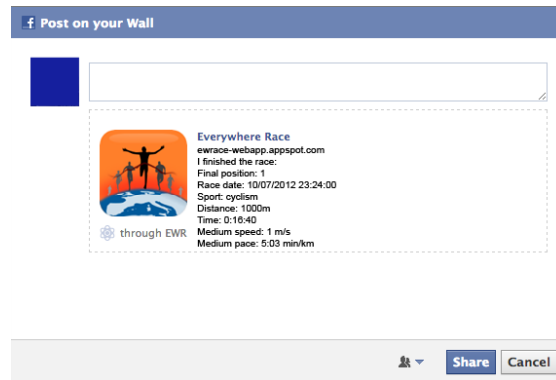 Post on your Wall
Everywhere Race
ewrace-webapp.appspot.com
I finished the race:
Final position: 1
Race date: 10/07/2012 23:24:00
Sport: cyclism
Distance: 1000m
Time: 0:16:40
Medium speed: 1 m/s
Medium pace: 5:03 min/km
through EWR
Share Cancel